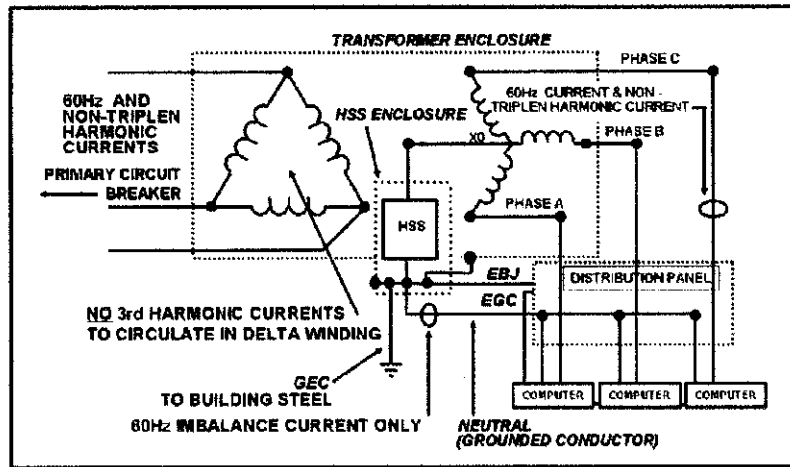 TRANSFORMER ENCLOSURE
PHASE C
60Hz AND
NON-TRIPLEN
HARMONIC
CURRENTS
HSS ENCLOSURE
60Hz CURRENT & NON-
TRIPLEN HARMONIC CURRENT
X0
PHASE B
PRIMARY CIRCUIT
BREAKER
PHASE A
HSS
EBJ
DISTRIBUTION PANEL
EGC
NO 3rd HARMONIC CURRENTS
TO CIRCULATE IN DELTA WINDING
GEC
TO BUILDING STEEL
COMPUTER
COMPUTER
COMPUTER
60Hz IMBALANCE CURRENT ONLY
NEUTRAL
(GROUNDED CONDUCTOR)